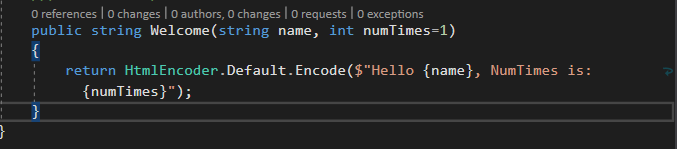 0 references | 0 changes | 0 authors, 0 changes | 0 requests | 0 exceptions
public string Welcome(string name, int numTimes=1)
{
return HtmlEncoder.Default.Encode($"Hello {name}, NumTimes is:
{numTimes}");
}
}